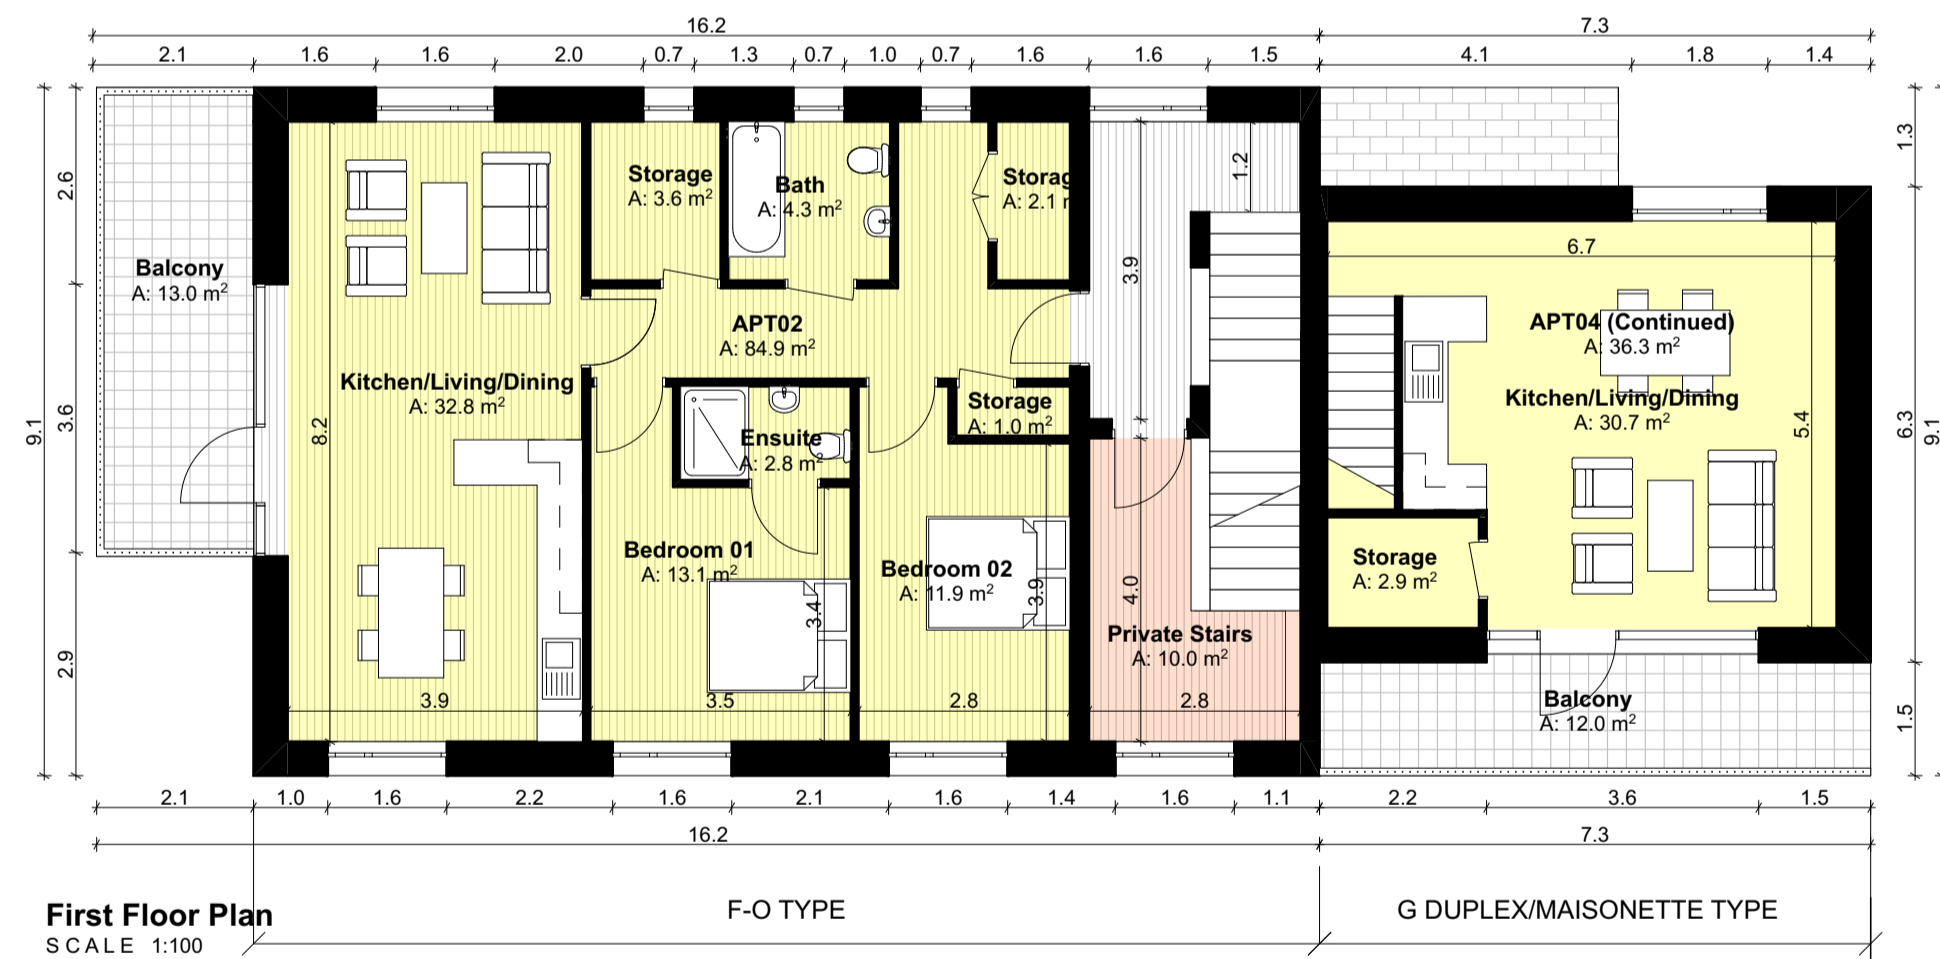 16.2
7.3
2.1
1.6
1.6
2.0
0.7
1.3
0.7
1.0
0.7
1.6
1.6
1.5
4.1
1.8
1.4
9.1
2.6
3.6
2.9
Balcony
A: 13.0 m²
Kitchen/Living/Dining
A: 32.8 m²
8.2
3.9
Storage
A: 3.6 m²
Bath
A: 4.3 m²
Storag
A: 2.1
APT02
A: 84.9 m²
Ensuite
A: 2.8 m²
Storage
A: 1.0 m²
Bedroom 01
A: 13.1 m²
3.4
3.5
Bedroom 02
A: 11.9 m²
3.9
2.8
1.2
3.9
4.0
Private Stairs
A: 10.0 m²
2.8
6.7
APT04 (Continued)
A: 36.3 m²
Kitchen/Living/Dining
A: 30.7 m²
5.4
Storage
A: 2.9 m²
Balcony
A: 12.0 m²
1.3
6.3
1.5
9.1
2.1
1.0
1.6
2.2
1.6
2.1
1.6
1.4
1.6
1.1
2.2
3.6
1.5
16.2
7.3
First Floor Plan
SCALE 1:100
F-O TYPE
G DUPLEX/MAISONETTE TYPE